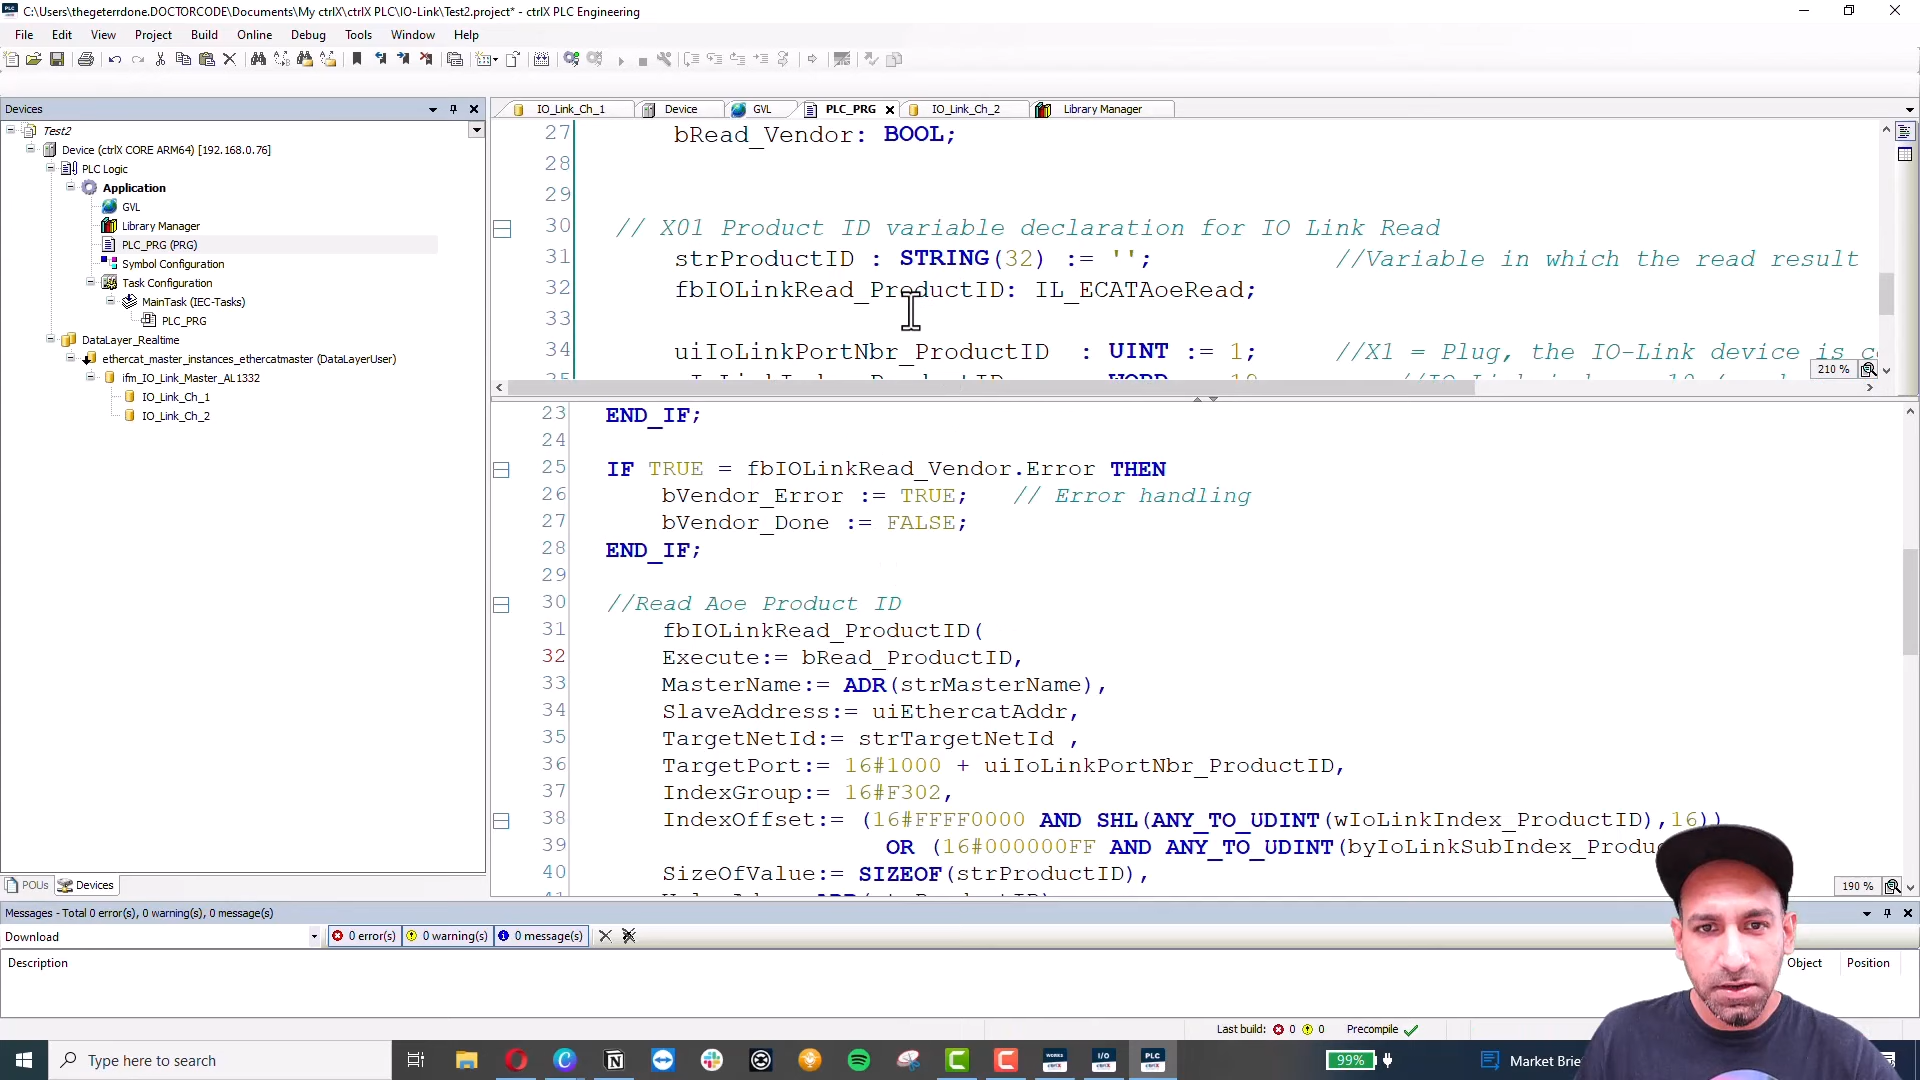 C:\Users\thegeterrdone.DOCTORCODE\Documents\My ctrlX\ctrlX PLC\IO-Link\Test2.project* - ctrlX PLC Engineering
File Edit View Project Build Online Debug Tools Window Help
Devices
Test2
Device (ctrlX CORE ARM64) [192.168.0.76]
PLC Logic
Application
GVL
Library Manager
PLC_PRG (PRG)
Symbol Configuration
Task Configuration
MainTask (IEC-Tasks)
PLC_PRG
DataLayer_Realtime
ethercat_master_instances_ethercatmaster (DataLayerUser)
ifm_IO_Link_Master_AL1332
IO_Link_Ch_1
IO_Link_Ch_2
POUs Devices
IO_Link_Ch_1 Device GVL PLC_PRG IO_Link_Ch_2 Library Manager
27 bRead_Vendor: BOOL;
28
29
30 // X01 Product ID variable declaration for IO Link Read
31 strProductID : STRING(32) := ''; //Variable in which the read result
32 fbIOLinkRead_ProductID: IL_ECATAoeRead;
33
34 uiIoLinkPortNbr_ProductID : UINT := 1; //X1 = Plug, the IO-Link device is
210 %
23 END_IF;
24
25 IF TRUE = fbIOLinkRead_Vendor.Error THEN
26 bVendor_Error := TRUE; // Error handling
27 bVendor_Done := FALSE;
28 END_IF;
29
30 //Read Aoe Product ID
31 fbIOLinkRead_ProductID(
32 Execute:= bRead_ProductID,
33 MasterName:= ADR(strMasterName),
34 SlaveAddress:= uiEthercatAddr,
35 TargetNetId:= strTargetNetId ,
36 TargetPort:= 16#1000 + uiIoLinkPortNbr_ProductID,
37 IndexGroup:= 16#F302,
38 IndexOffset:= (16#FFFF0000 AND SHL(ANY_TO_UDINT(wIoLinkIndex_ProductID),16))
39 OR (16#000000FF AND ANY_TO_UDINT(byIoLinkSubIndex_Produ
40 SizeOfValue:= SIZEOF(strProductID),
190 %
Messages - Total 0 error(s), 0 warning(s), 0 message(s)
Download 0 error(s) 0 warning(s) 0 message(s)
Description Object Position
Last build: 0 0 Precompile
Type here to search
WORKS
I/O
PLC
99%
Market Brie